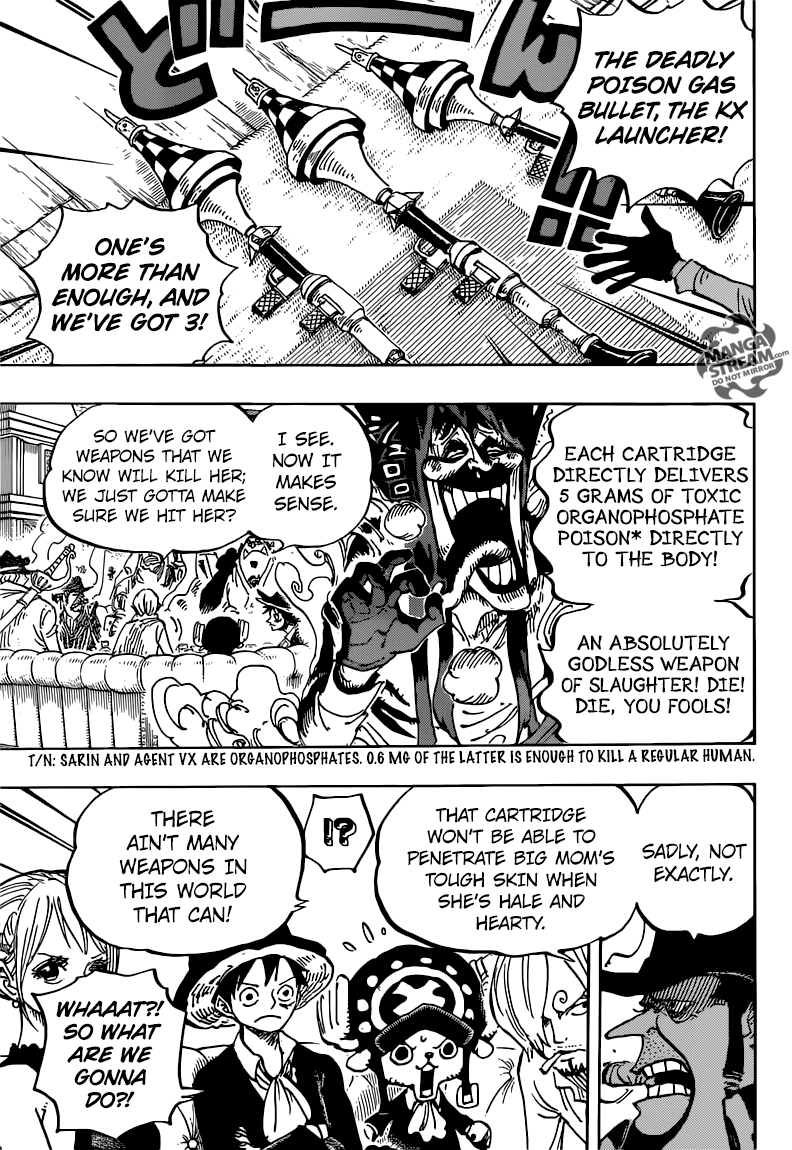 THE DEADLY
POISON GAS
BULLET, THE KX
LAUNCHER!
ONE'S
MORE THAN
ENOUGH, AND
WE'VE GOT 3!
ど
ー
ん
MANGA
STREAM.com
DO NOT MIRROR
EACH CARTRIDGE
DIRECTLY DELIVERS
5 GRAMS OF TOXIC
ORGANOPHOSPHATE
POISON* DIRECTLY
TO THE BODY!
AN ABSOLUTELY
GODLESS WEAPON
OF SLAUGHTER! DIE!
DIE, YOU FOOLS!
I SEE.
NOW IT
MAKES
SENSE.
SO WE'VE GOT
WEAPONS THAT WE
KNOW WILL KILL HER;
WE JUST GOTTA MAKE
SURE WE HIT HER?
T/N: SARIN AND AGENT VX ARE ORGANOPHOSPHATES. 0.6 MG OF THE LATTER IS ENOUGH TO KILL A REGULAR HUMAN.
SADLY, NOT
EXACTLY.
THAT CARTRIDGE
WON'T BE ABLE TO
PENETRATE BIG MOM'S
TOUGH SKIN WHEN
SHE'S HALE AND
HEARTY.
!?
THERE
AIN'T MANY
WEAPONS IN
THIS WORLD
THAT CAN!
WHAAAT?!
SO WHAT
ARE WE
GONNA
DO?!